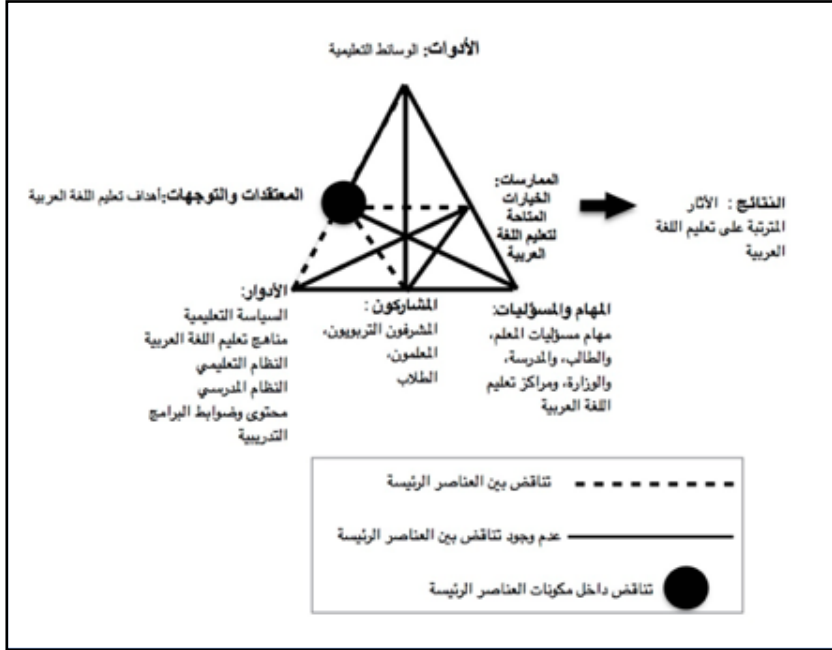 الأدوات: الوسائط التعليمية
المعتقدات والتوجهات:أهداف تعليم اللغة العربية
الممارسات:
الخيارات
المتاحة
لتعليم اللغة
العربية
النتائج : الآثار
المترتبة على تعليم اللغة
العربية
الأدوار:
السياسة التعليمية
مناهج تعليم اللغة العربية
النظام التعليمي
النظام المدرسي
محتوى وضوابط البرامج
التدريبية
المشاركون :
المشرفون التربويون،
المعلمون،
الطلاب
المهام والمسؤليات:
مهام مسؤليات المعلم،
والطالب، والمدرسة،
والوزارة، ومراكز تعليم
اللغة العربية
تناقض بين العناصر الرئيسة
عدم وجود تناقض بين العناصر الرئيسة
تناقض داخل مكونات العناصر الرئيسة